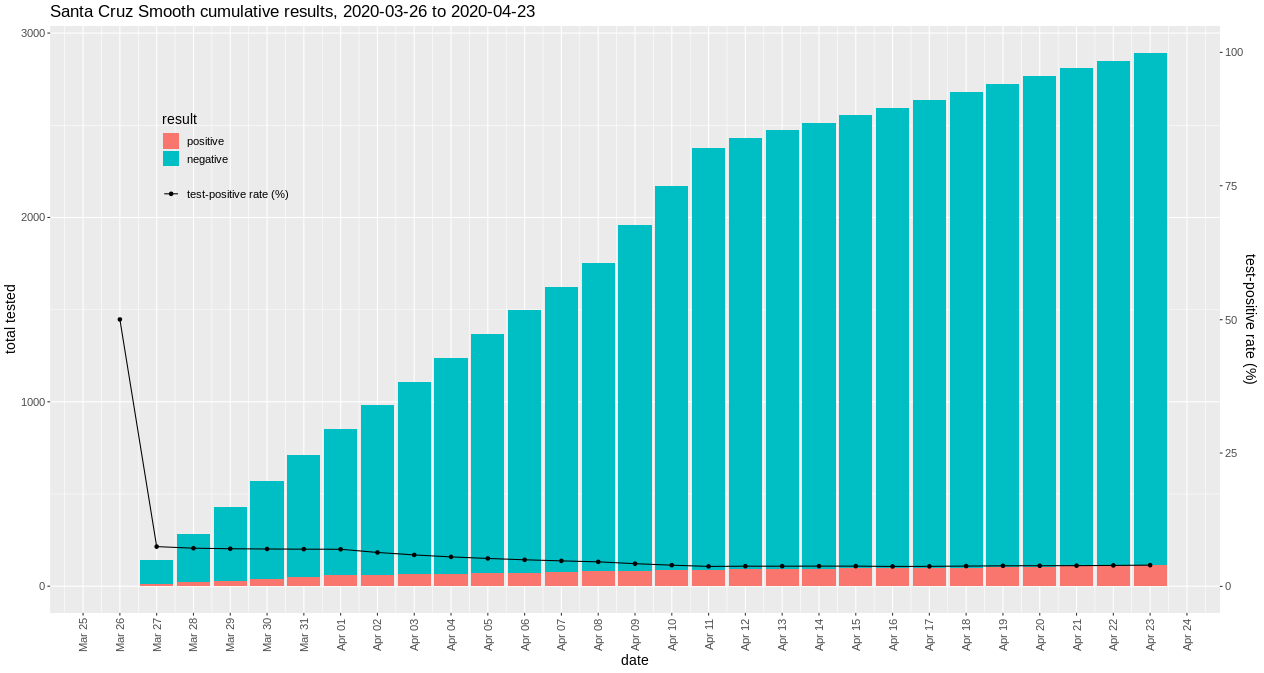 Santa Cruz Smooth cumulative results, 2020-03-26 to 2020-04-23
3000
2000
1000
0
total tested
result
positive
negative
test-positive rate (%)
100
75
50
25
0
test-positive rate (%)
Mar 25
Mar 26
Mar 27
Mar 28
Mar 29
Mar 30
Mar 31
Apr 01
Apr 02
Apr 03
Apr 04
Apr 05
Apr 06
Apr 07
Apr 08
Apr 09
Apr 10
Apr 11
Apr 12
Apr 13
Apr 14
Apr 15
Apr 16
Apr 17
Apr 18
Apr 19
Apr 20
Apr 21
Apr 22
Apr 23
Apr 24
date